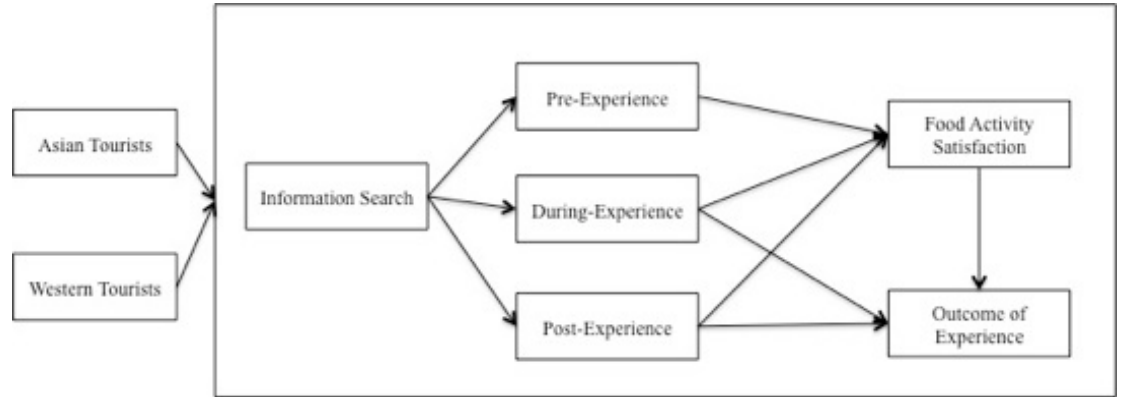 Asian Tourists
Western Tourists
Information Search
Pre-Experience
During-Experience
Post-Experience
Food Activity
Satisfaction
Outcome of
Experience